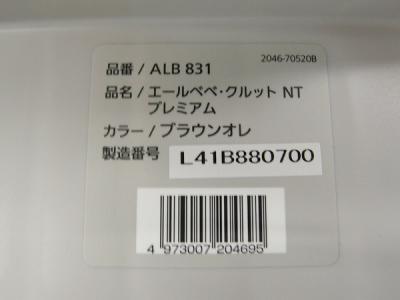 2046-70520B
品番 / ALB 831
品名 / エールベベ・クルット NT
プレミアム
カラー / ブラウンオレ
製造番号 L41B880700
4 973007 204695